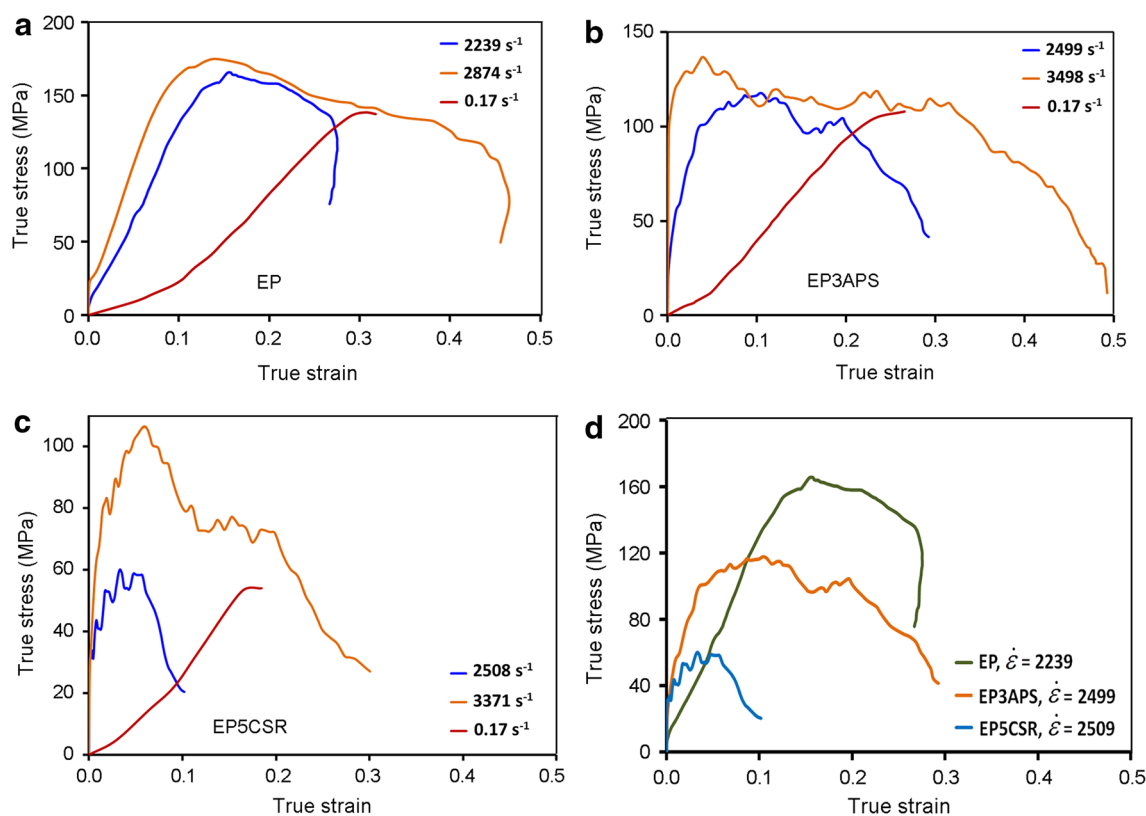 a
200
150
100
50
0
0.0 0.1 0.2 0.3 0.4 0.5
True stress (MPa)
True strain
2239 s-1
2874 s-1
0.17 s-1
EP
b
150
100
50
0
0.0 0.1 0.2 0.3 0.4 0.5
True stress (MPa)
True strain
2499 s-1
3498 s-1
0.17 s-1
EP3APS
c
100
80
60
40
20
0
0.0 0.1 0.2 0.3 0.4 0.5
True stress (MPa)
True strain
2508 s-1
3371 s-1
0.17 s-1
EP5CSR
d
200
160
120
80
40
0
0.0 0.1 0.2 0.3 0.4 0.5
True stress (MPa)
True strain
EP, ε̇ = 2239
EP3APS, ε̇ = 2499
EP5CSR, ε̇ = 2509